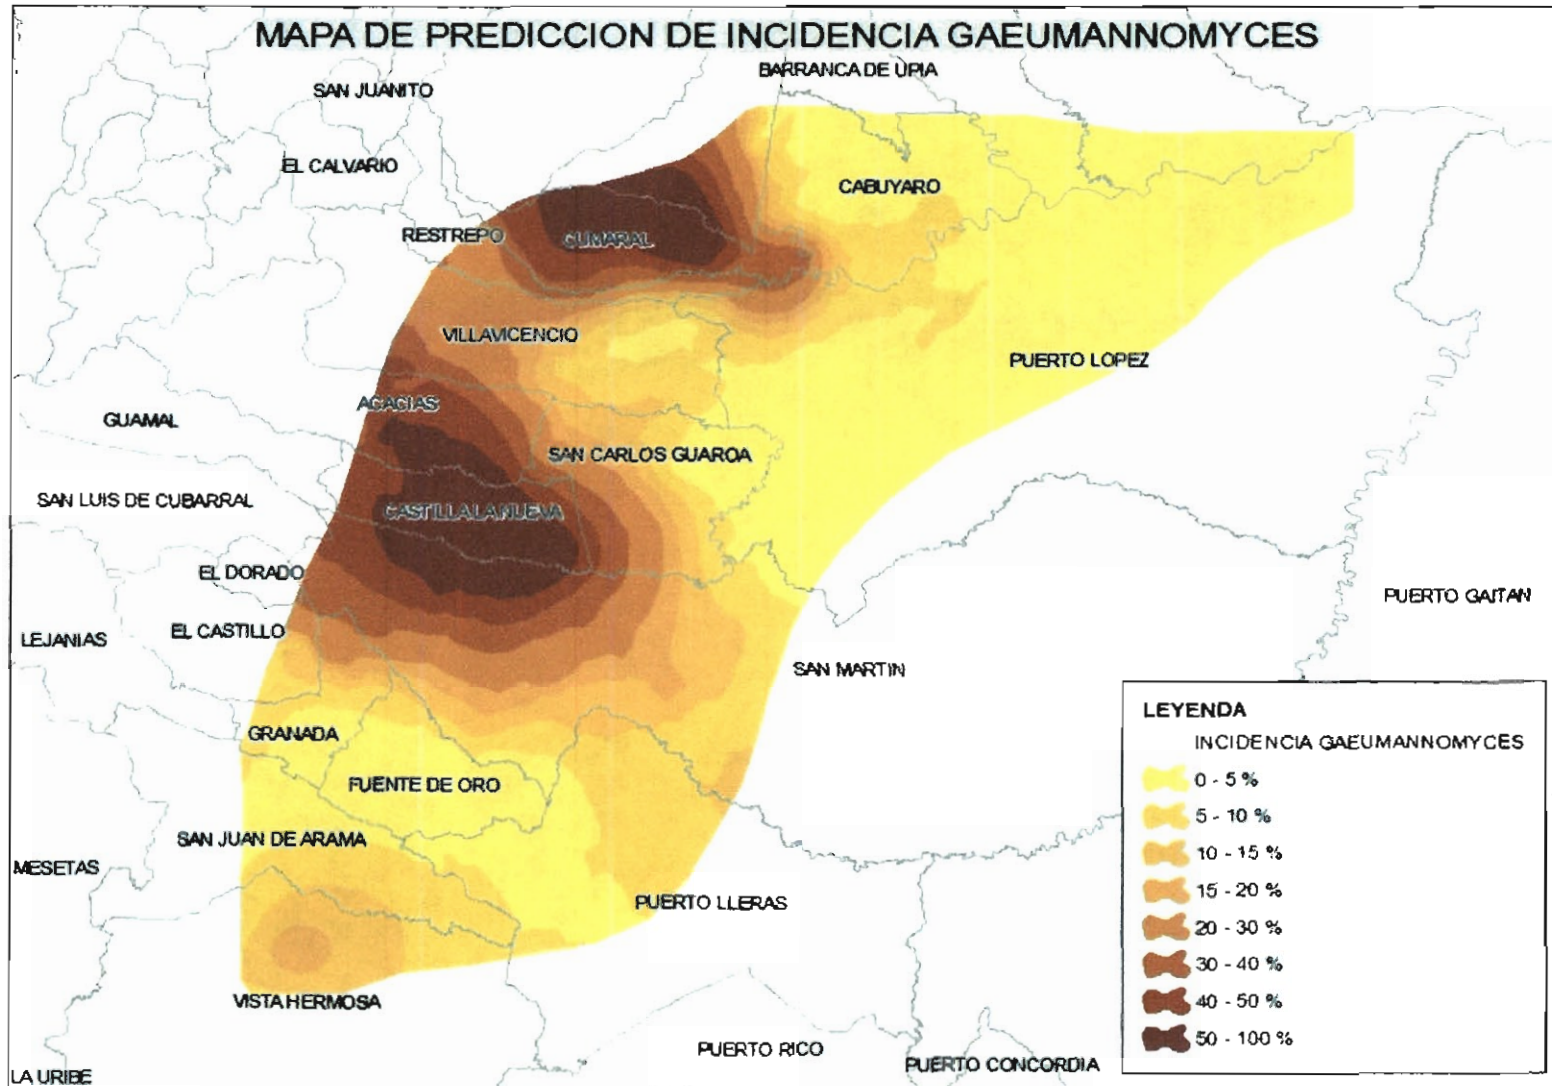 MAPA DE PREDICCION DE INCIDENCIA GAEUMANNOMYCES
BARRANCA DE UPIA
SAN JUANITO
EL CALVARIO
CABUYARO
RESTREPO
CUMARAL
VILLAVICENCIO
PUERTO LOPEZ
ACACIAS
GUAMAL
SAN CARLOS GUAROA
SAN LUIS DE CUBARRAL
CASTILLA LA NUEVA
EL DORADO
PUERTO GAITAN
EL CASTILLO
LEJANIAS
SAN MARTIN
GRANADA
FUENTE DE ORO
SAN JUAN DE ARAMA
MESETAS
PUERTO LLERAS
VISTA HERMOSA
PUERTO RICO
PUERTO CONCORDIA
LA URIBE
LEYENDA
INCIDENCIA GAEUMANNOMYCES
0 - 5 %
5 - 10 %
10 - 15 %
15 - 20 %
20 - 30 %
30 - 40 %
40 - 50 %
50 - 100 %